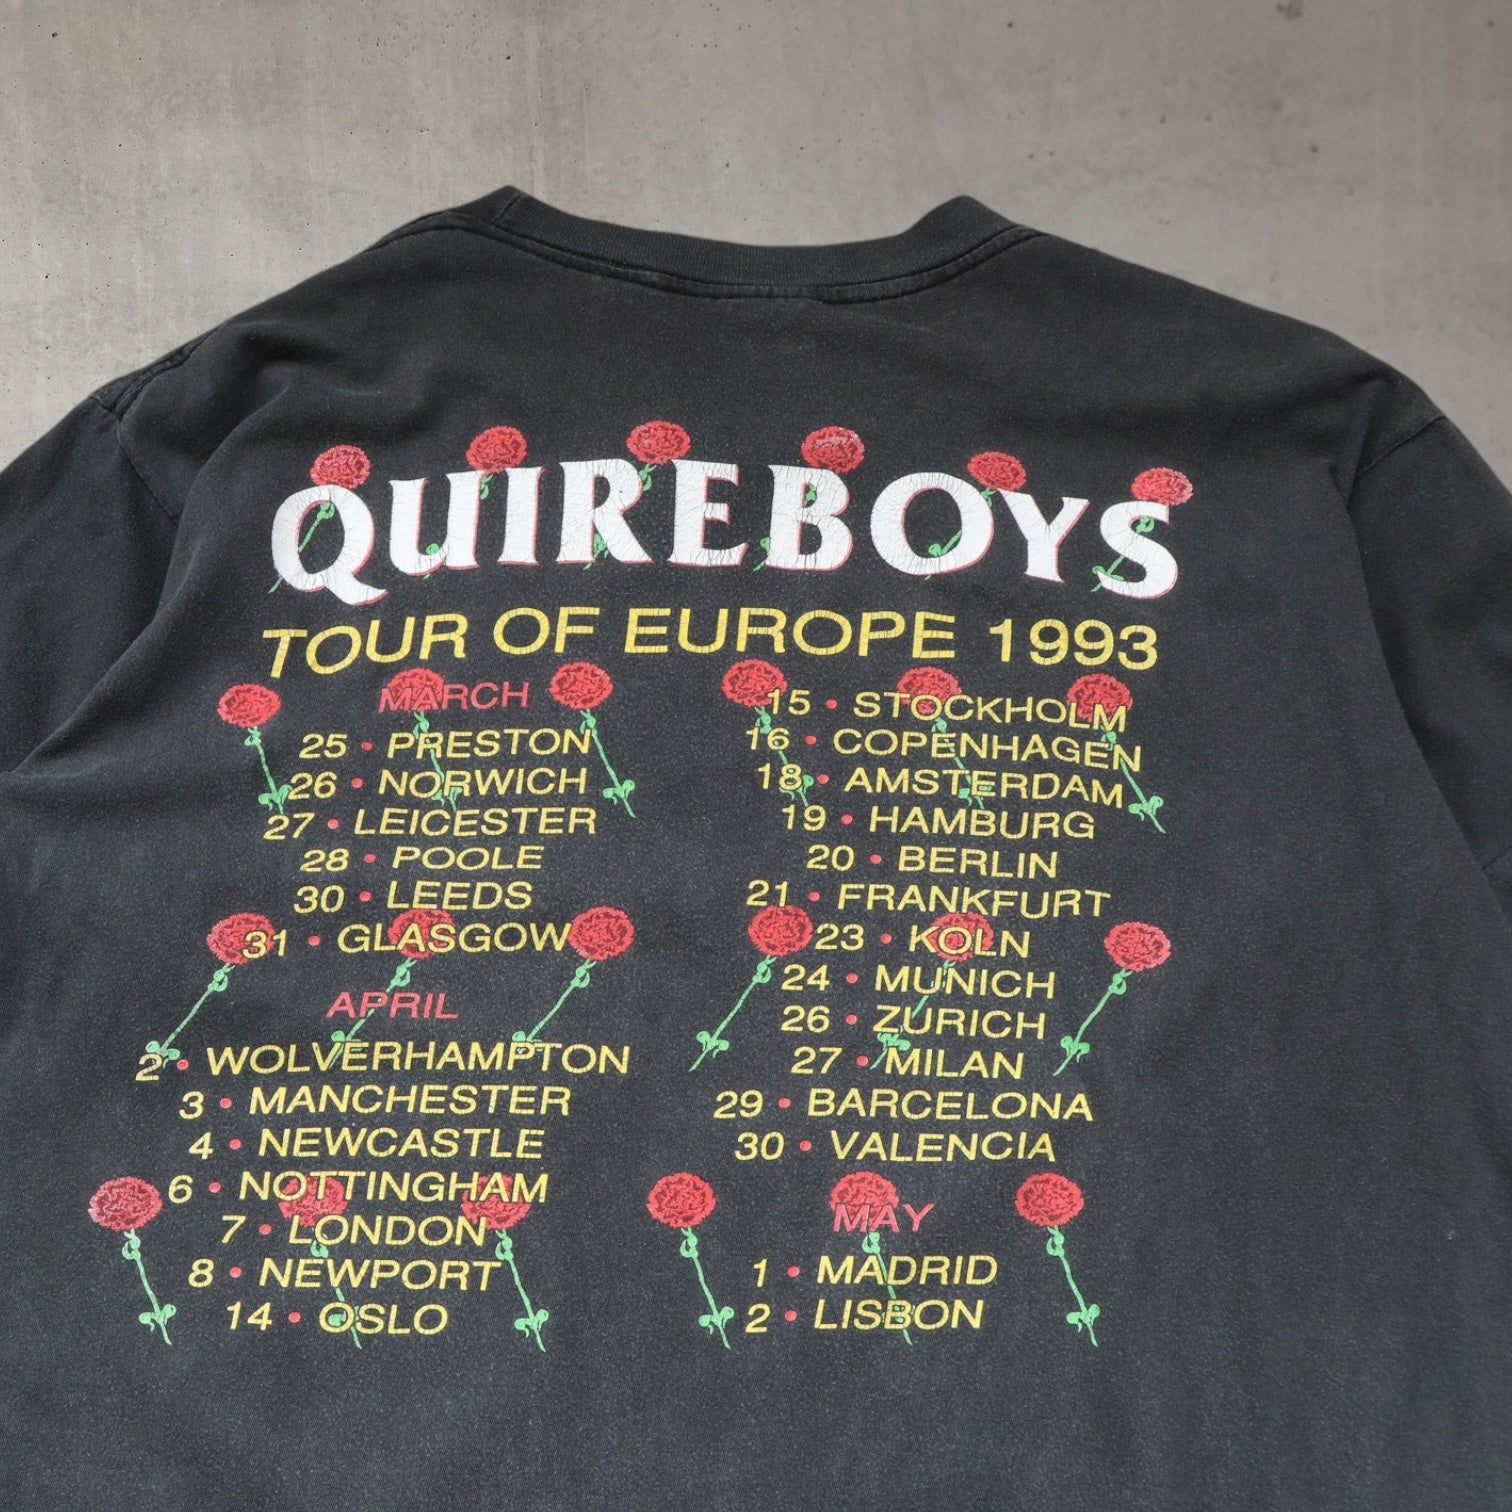 QUIREBOYS
TOUR OF EUROPE 1993
MARCH
25 • PRESTON
26 • NORWICH
27 • LEICESTER
28 • POOLE
30 • LEEDS
31 • GLASGOW
APRIL
2 • WOLVERHAMPTON
3 • MANCHESTER
4 • NEWCASTLE
6 • NOTTINGHAM
7 • LONDON
8 • NEWPORT
14 • OSLO
15 • STOCKHOLM
16 • COPENHAGEN
18 • AMSTERDAM
19 • HAMBURG
20 • BERLIN
21 • FRANKFURT
23 • KOLN
24 • MUNICH
26 • ZURICH
27 • MILAN
29 • BARCELONA
30 • VALENCIA
MAY
1 • MADRID
2 • LISBON